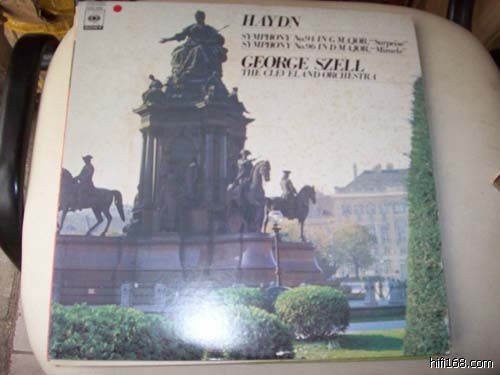 HAYDN
SYMPHONY No.94 IN G MAJOR, "Surprise"
SYMPHONY No.96 IN D MAJOR, "Miracle"
GEORGE SZELL
THE CLEVELAND ORCHESTRA
hifi168.com